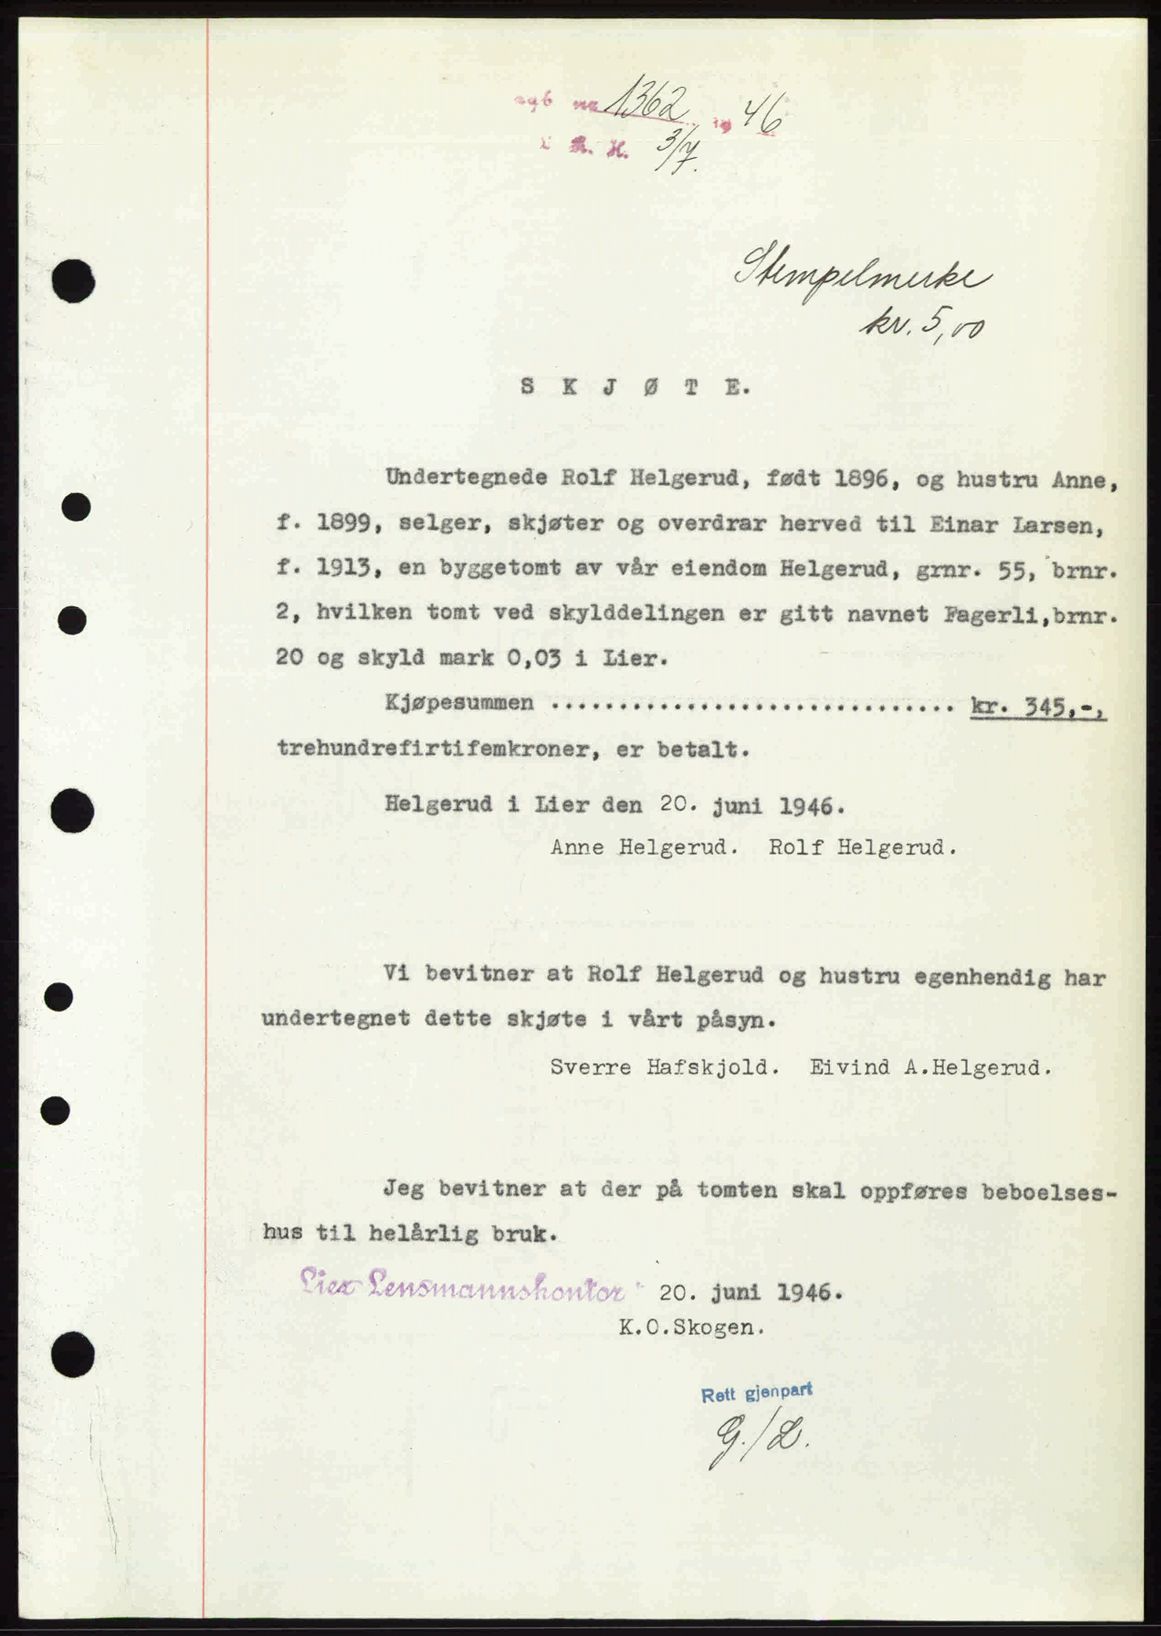 nr 1362 19 46
3/7.
Stempelmerke
kr. 5,00
S K J Ø T E.
Undertegnede Rolf Helgerud, født 1896, og hustru Anne,
f. 1899, selger, skjøter og overdrar herved til Einar Larsen,
f. 1913, en byggetomt av vår eiendom Helgerud, grnr. 55, brnr.
2, hvilken tomt ved skylddelingen er gitt navnet Fagerli,brnr.
20 og skyld mark 0,03 i Lier.
Kjøpesummen .............................. kr. 345,-,
trehundrefirtifemkroner, er betalt.
Helgerud i Lier den 20. juni 1946.
Anne Helgerud. Rolf Helgerud.
Vi bevitner at Rolf Helgerud og hustru egenhendig har
undertegnet dette skjøte i vårt påsyn.
Sverre Hafskjold. Eivind A.Helgerud.
Jeg bevitner at der på tomten skal oppføres beboelses-
hus til helårlig bruk.
Lier Lensmannskontor 20. juni 1946.
K.O.Skogen.
Rett gjenpart
G./L.